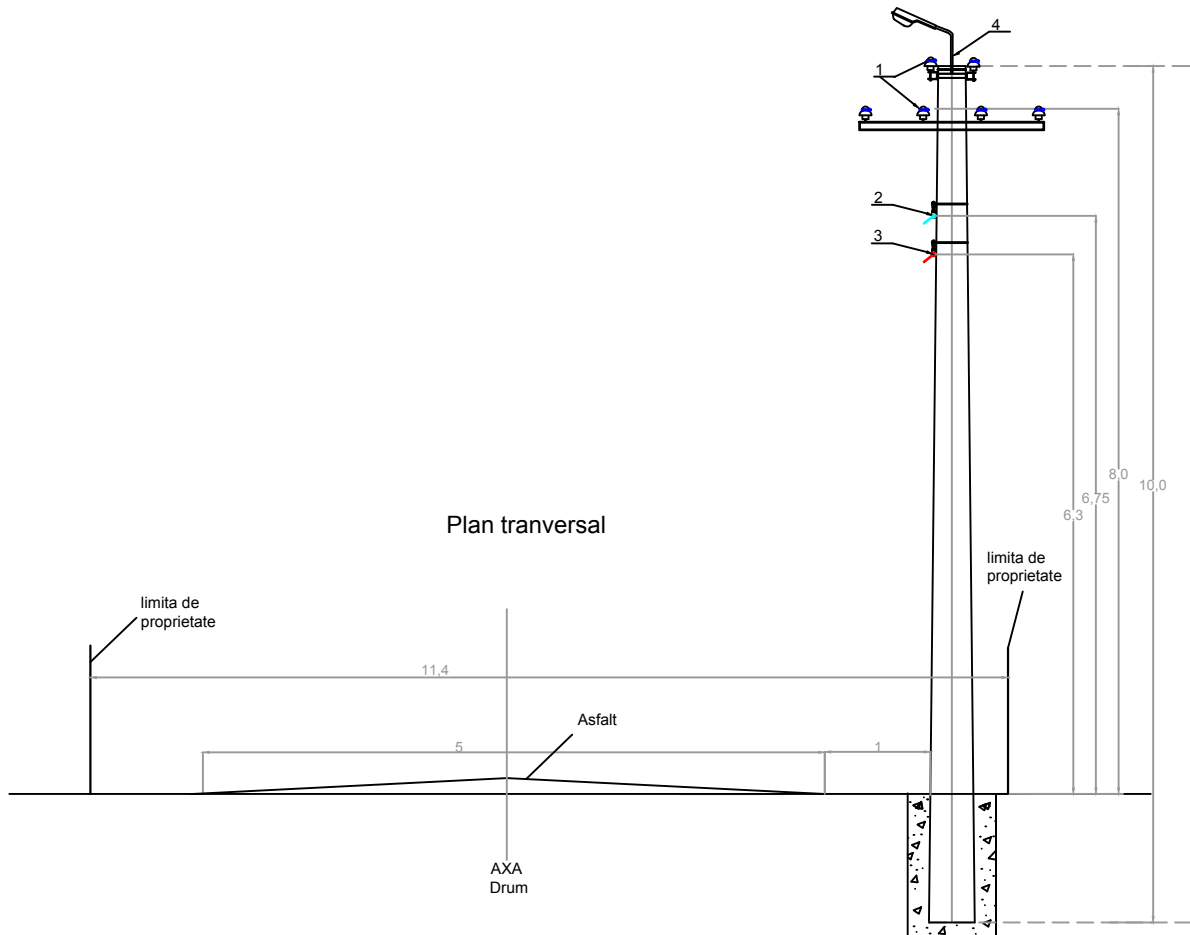 4
1
2
3
8,0
6,75
10,0
6,3
Plan tranversal
limita de
proprietate
limita de
proprietate
11,4
Asfalt
5
1
AXA
Drum